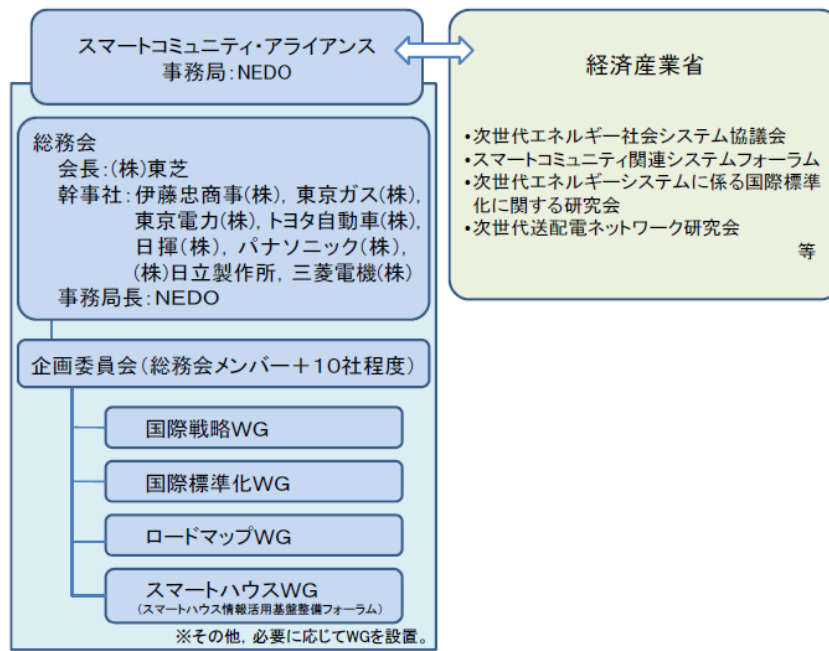 スマートコミュニティ・アライアンス
事務局:NEDO
総務会
会長:(株)東芝
幹事社:伊藤忠商事(株), 東京ガス(株),
東京電力(株), トヨタ自動車(株),
日揮(株), パナソニック(株),
(株)日立製作所, 三菱電機(株)
事務局長:NEDO
企画委員会(総務会メンバー+10社程度)
国際戦略WG
国際標準化WG
ロードマップWG
スマートハウスWG
(スマートハウス情報活用基盤整備フォーラム)
※その他, 必要に応じてWGを設置。
経済産業省
・次世代エネルギー社会システム協議会
・スマートコミュニティ関連システムフォーラム
・次世代エネルギーシステムに係る国際標準
化に関する研究会
・次世代送配電ネットワーク研究会
等